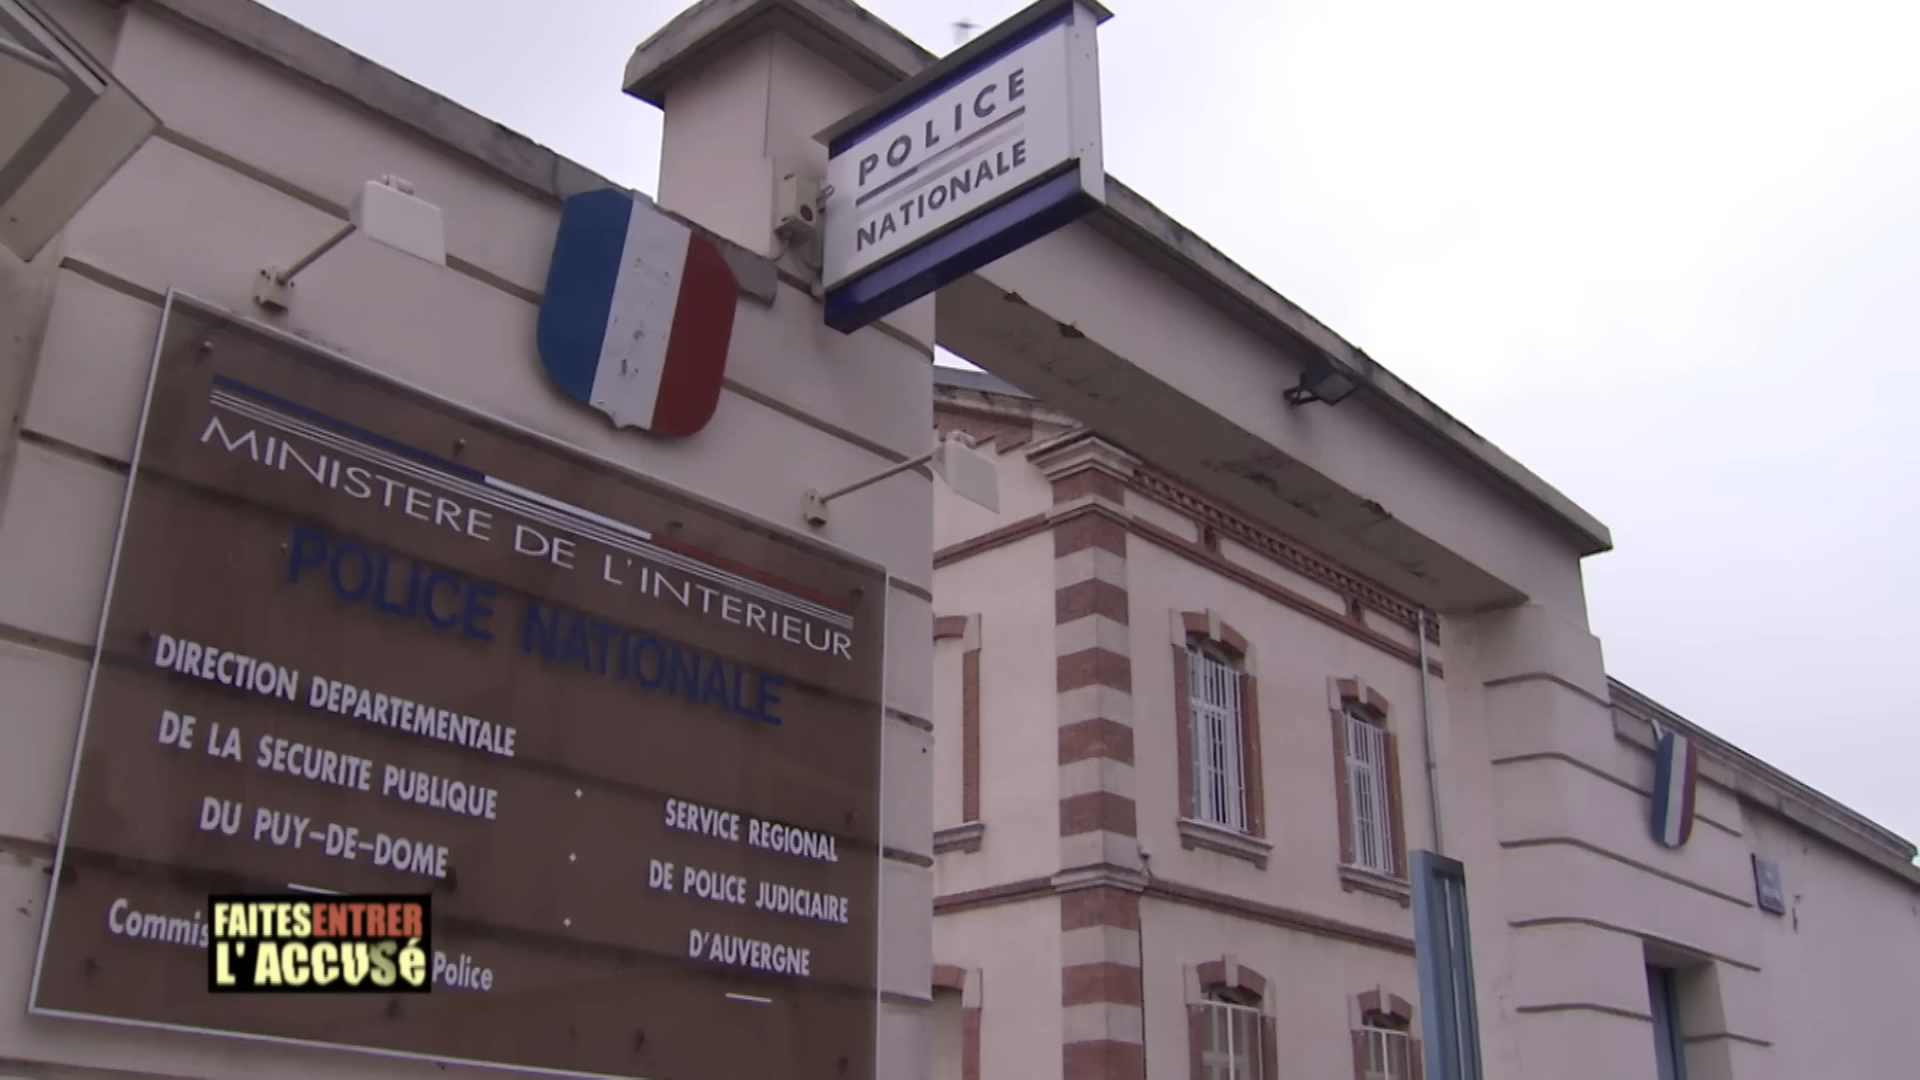 POLICE
NATIONALE
MINISTERE DE L'INTERIEUR
POLICE NATIONALE
DIRECTION DEPARTEMENTALE
DE LA SECURITE PUBLIQUE
DU PUY-DE-DOME
Police
SERVICE REGIONAL
DE POLICE JUDICIAIRE
D'AUVERGNE
FAITES ENTRER
L'ACCUSé